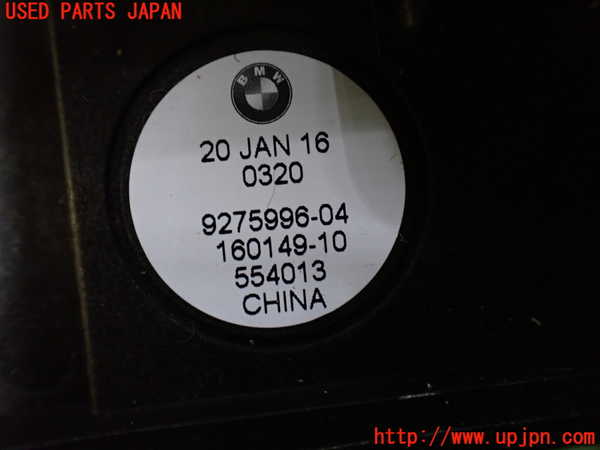 USED PARTS JAPAN
BMW
20 JAN 16
0320
9275996-04
160149-10
554013
CHINA
http://www.upjpn.com/